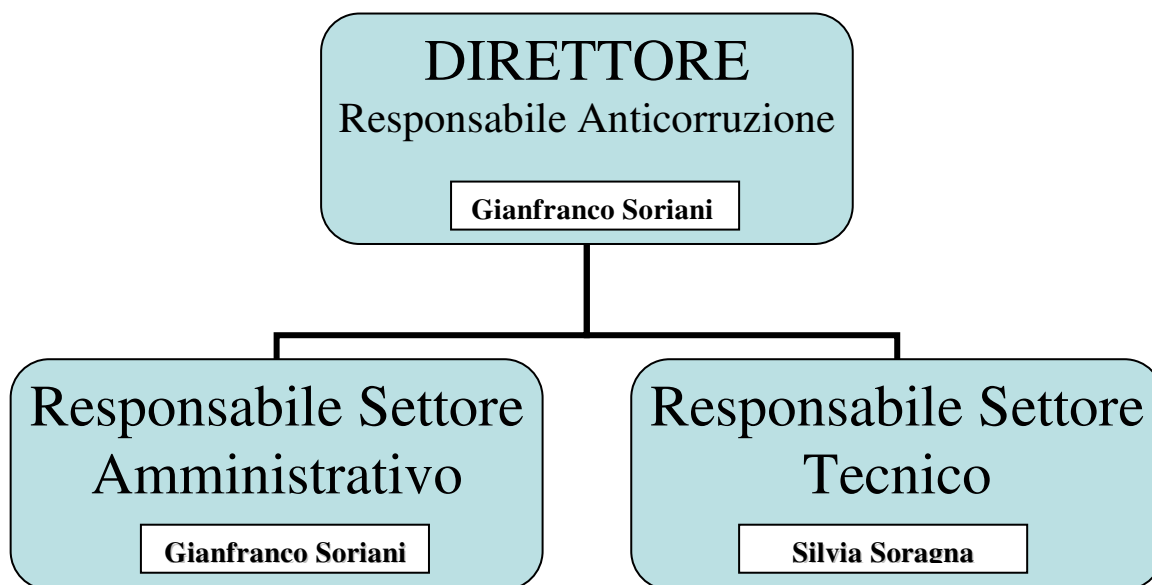 DIRETTORE
Responsabile Anticorruzione
Gianfranco Soriani
Responsabile Settore
Amministrativo
Gianfranco Soriani
Responsabile Settore
Tecnico
Silvia Soragna